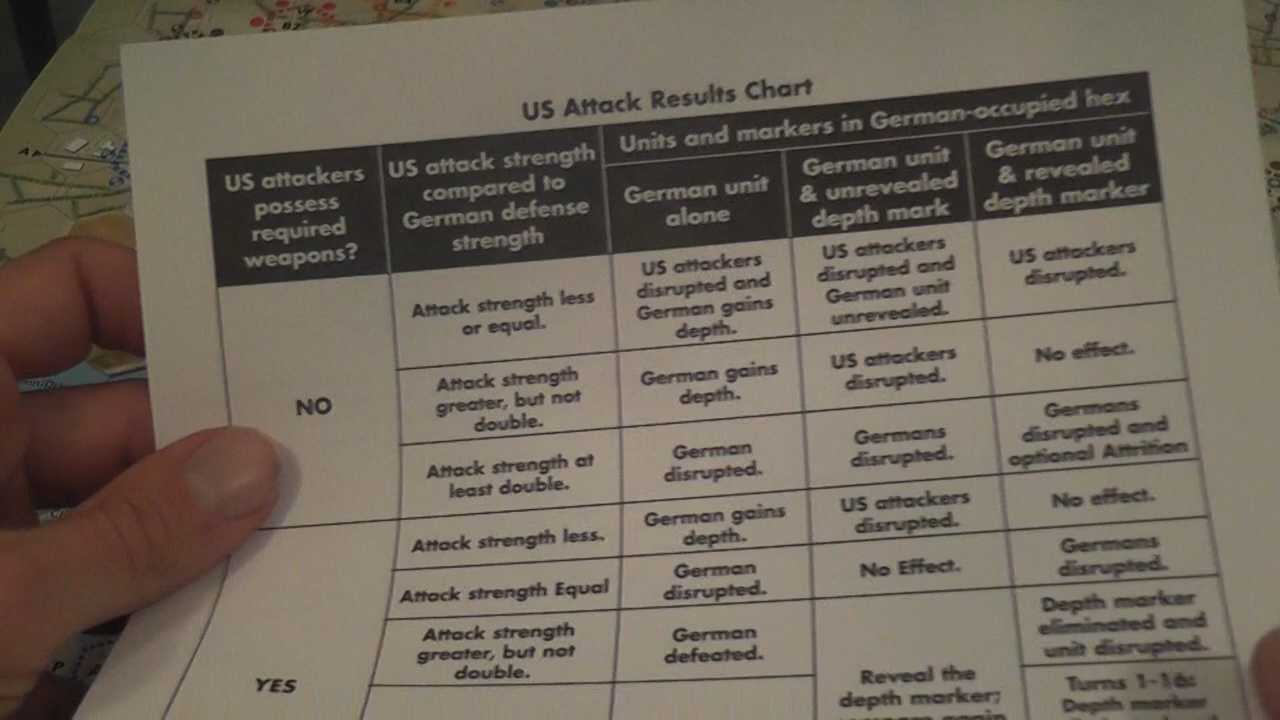 US Attack Results Chart
US attackers
possess
required
weapons?
US attack strength
compared to
German defense
strength
Units and markers in German-occupied hex
German unit
alone
German unit
& unrevealed
depth mark
German unit
& revealed
depth marker
NO
Attack strength less
or equal.
US attackers
disrupted and
German gains
depth.
US attackers
disrupted and
German unit
unrevealed.
US attackers
disrupted.
Attack strength
greater, but not
double.
German gains
depth.
US attackers
disrupted.
No effect.
Attack strength at
least double.
German
disrupted.
Germans
disrupted.
Germans
disrupted and
optional Attrition
YES
Attack strength less.
German gains
depth.
US attackers
disrupted.
No effect.
Attack strength Equal
German
disrupted.
No Effect.
Germans
disrupted.
Attack strength
greater, but not
double.
German
defeated.
Reveal the
depth marker;
Depth marker
eliminated and
unit disrupted.
Turns 1-16:
Depth marker